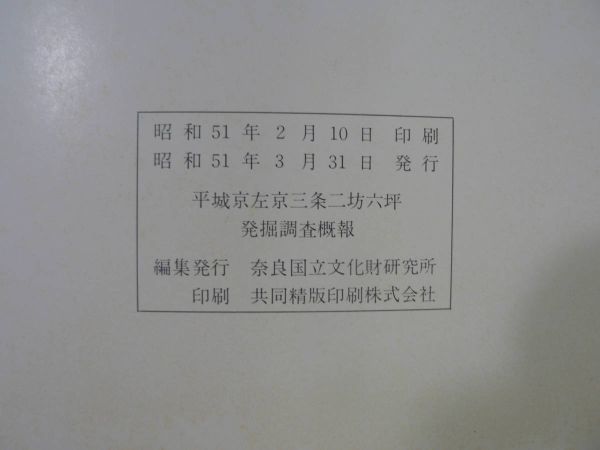 昭和51年2月10日 印刷
昭和51年3月31日 発行
平城京左京三条二坊六坪
発掘調査概報
編集発行 奈良国立文化財研究所
印刷 共同精版印刷株式会社